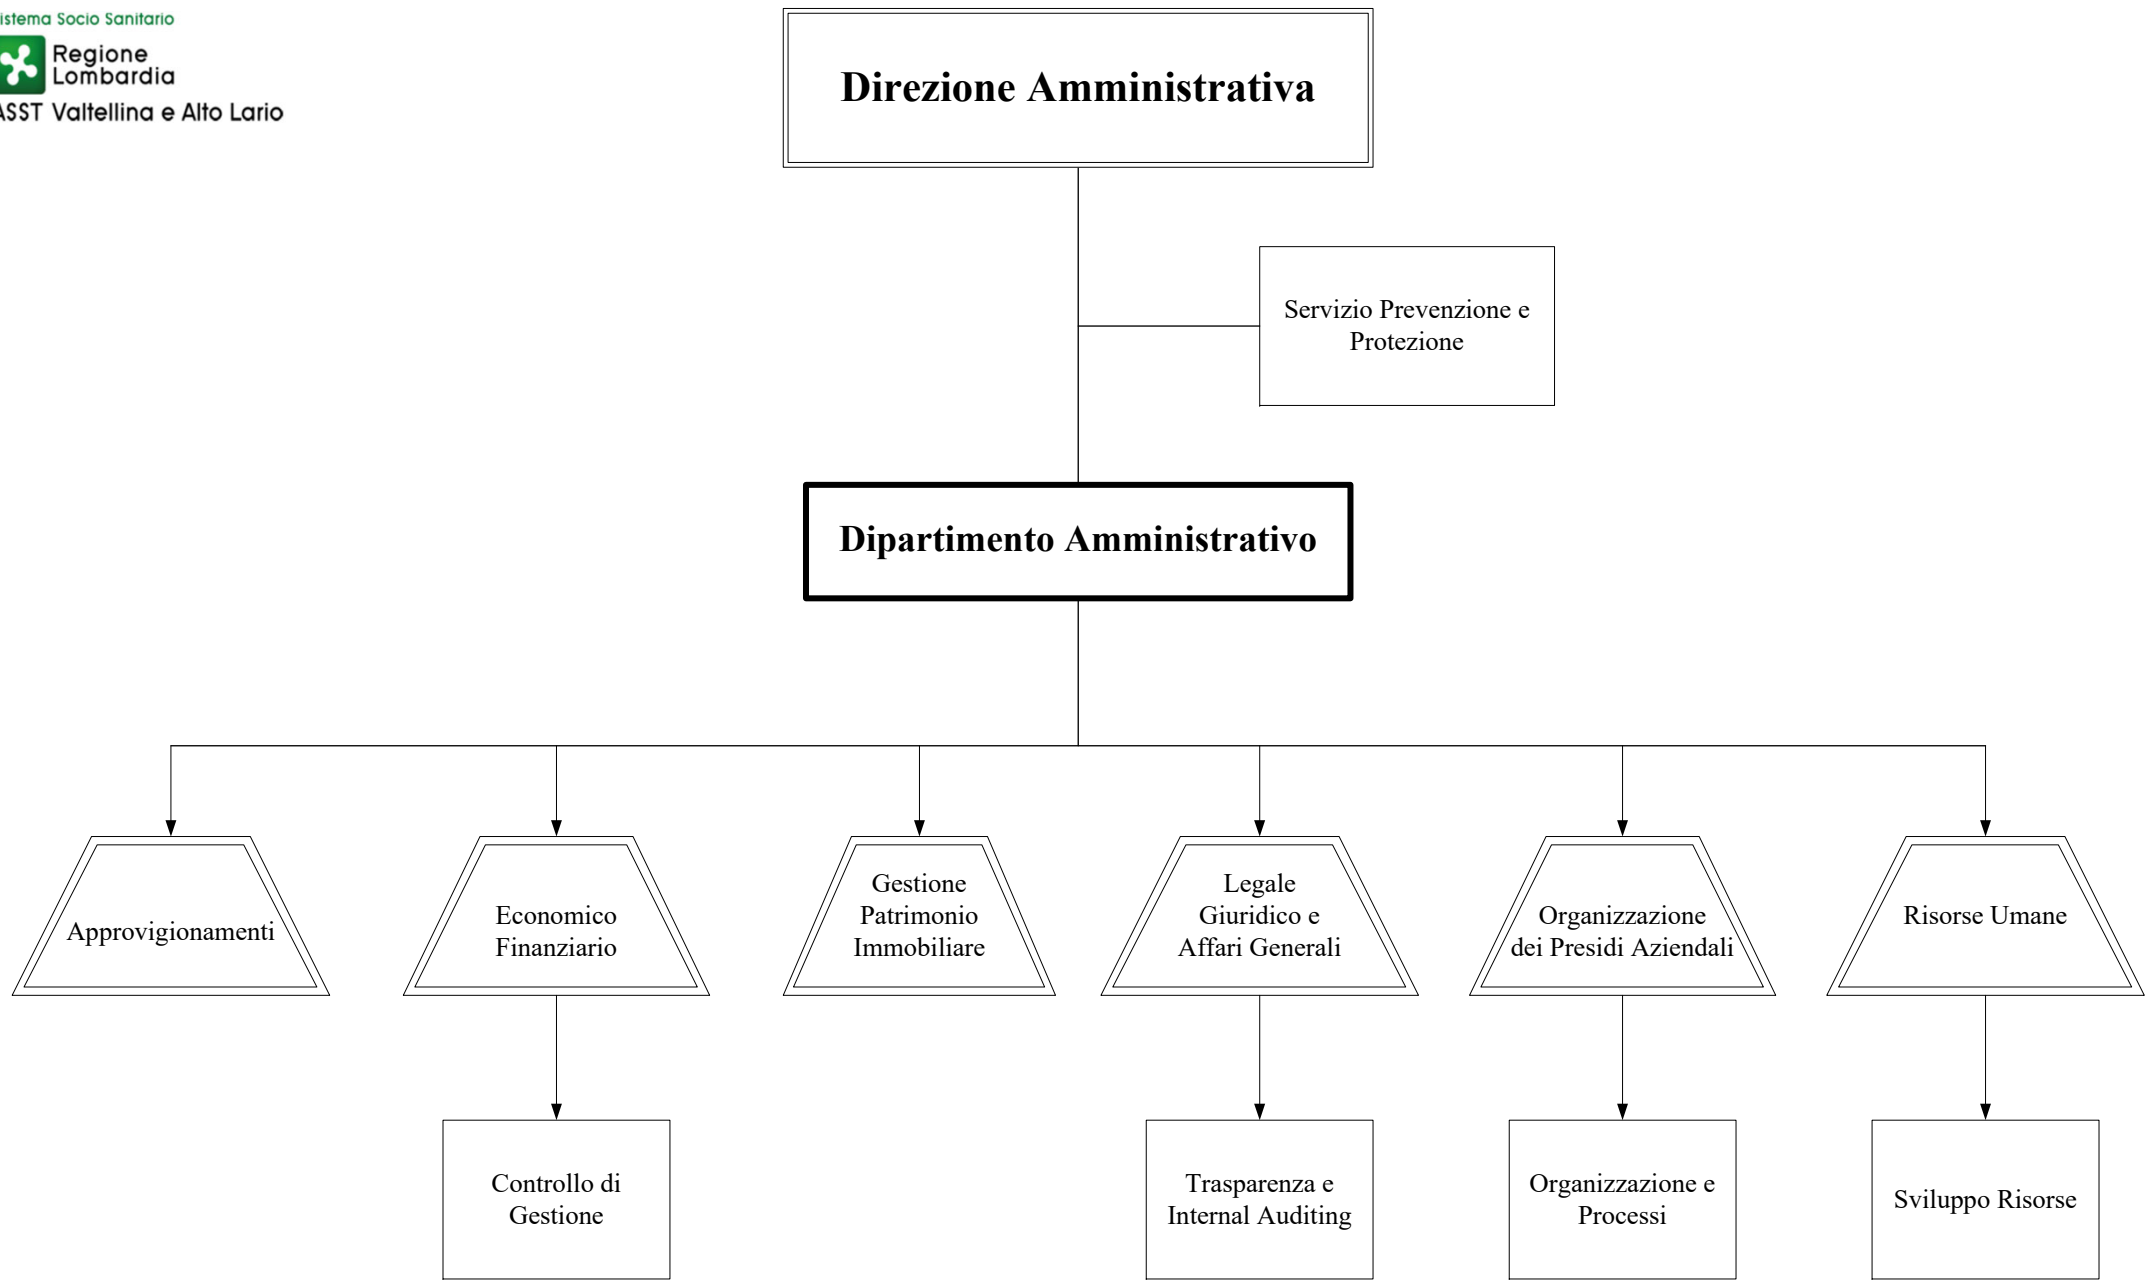 istema Socio Sanitario
Regione
Lombardia
ASST Valtellina e Alto Lario
Direzione Amministrativa
Servizio Prevenzione e
Protezione
Dipartimento Amministrativo
Approvigionamenti
Economico
Finanziario
Gestione
Patrimonio
Immobiliare
Legale
Giuridico e
Affari Generali
Organizzazione
dei Presidi Aziendali
Risorse Umane
Controllo di
Gestione
Trasparenza e
Internal Auditing
Organizzazione e
Processi
Sviluppo Risorse